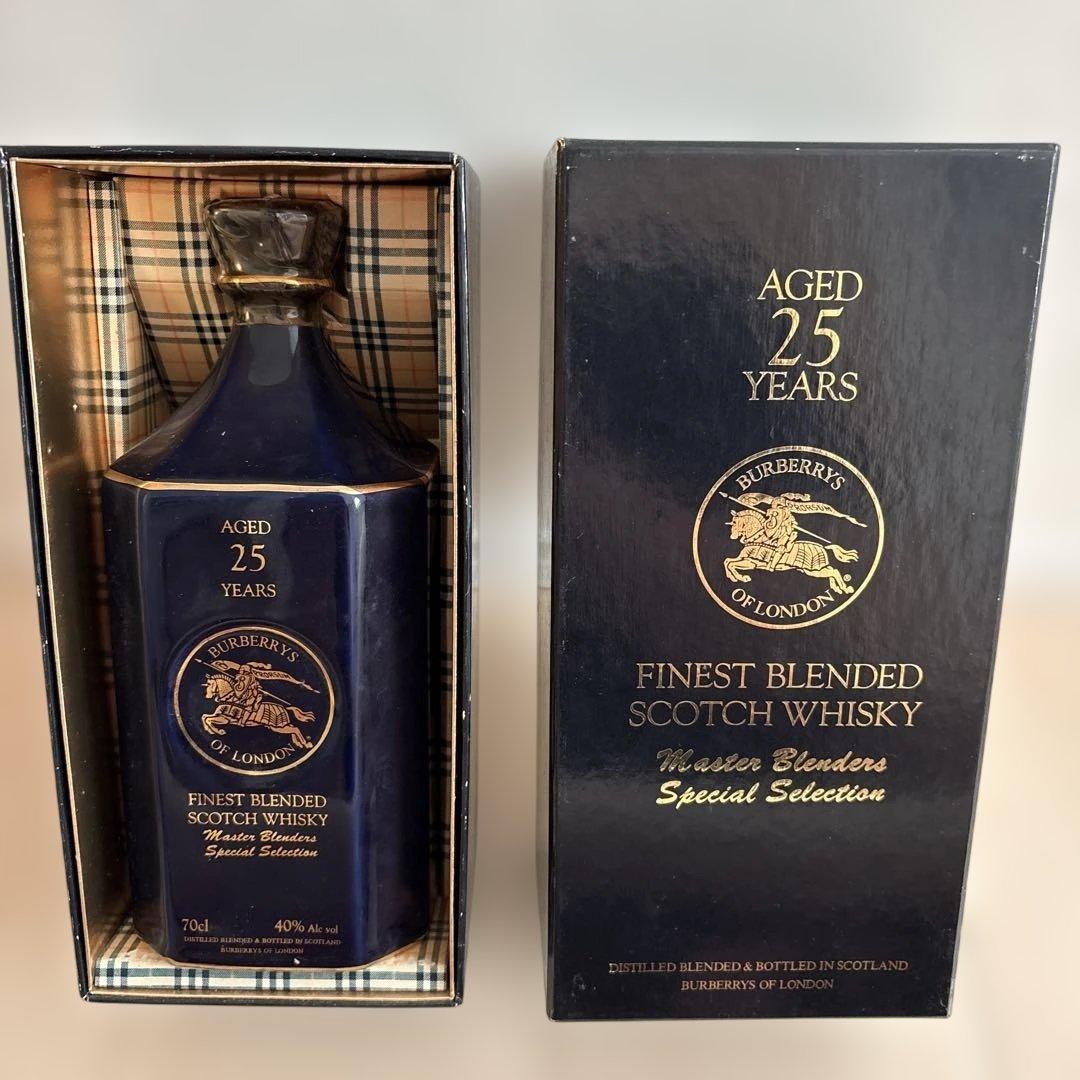 AGED
25
YEARS
BURBERRYS
PRORSUM
OF LONDON
FINEST BLENDED
SCOTCH WHISKY
Master Blenders
Special Selection
70cl 40% Alc vol
DISTILLED BLENDED & BOTTLED IN SCOTLAND
BURBERRYS OF LONDON
AGED
25
YEARS
BURBERRYS
PRORSUM
®
OF LONDON
FINEST BLENDED
SCOTCH WHISKY
Master Blenders
Special Selection
DISTILLED BLENDED & BOTTLED IN SCOTLAND
BURBERRYS OF LONDON